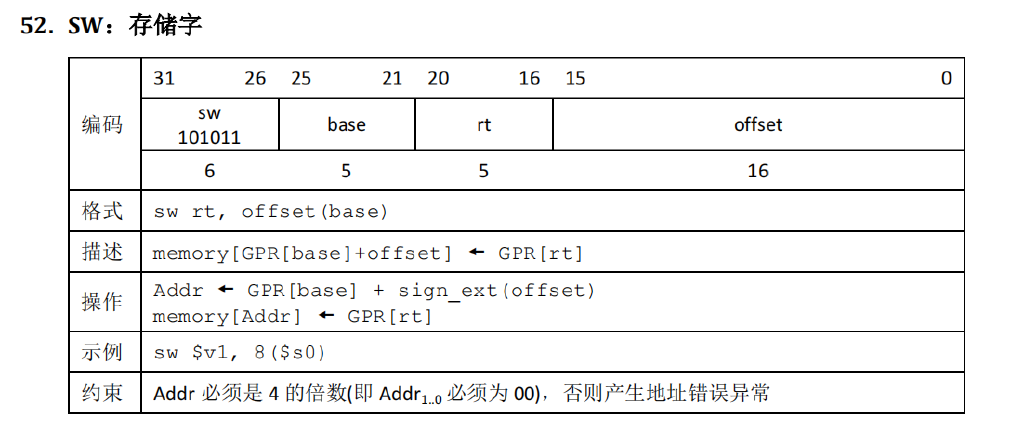 52. SW：存储字
31 26 25 21 20 16 15 0
编码
sw
101011
base
rt
offset
6 5 5 16
格式 sw rt, offset(base)
描述 memory[GPR[base]+offset] ← GPR[rt]
操作
Addr ← GPR[base] + sign_ext(offset)
memory[Addr] ← GPR[rt]
示例 sw $v1, 8($s0)
约束 Addr 必须是 4 的倍数(即 Addr1..0 必须为 00)，否则产生地址错误异常